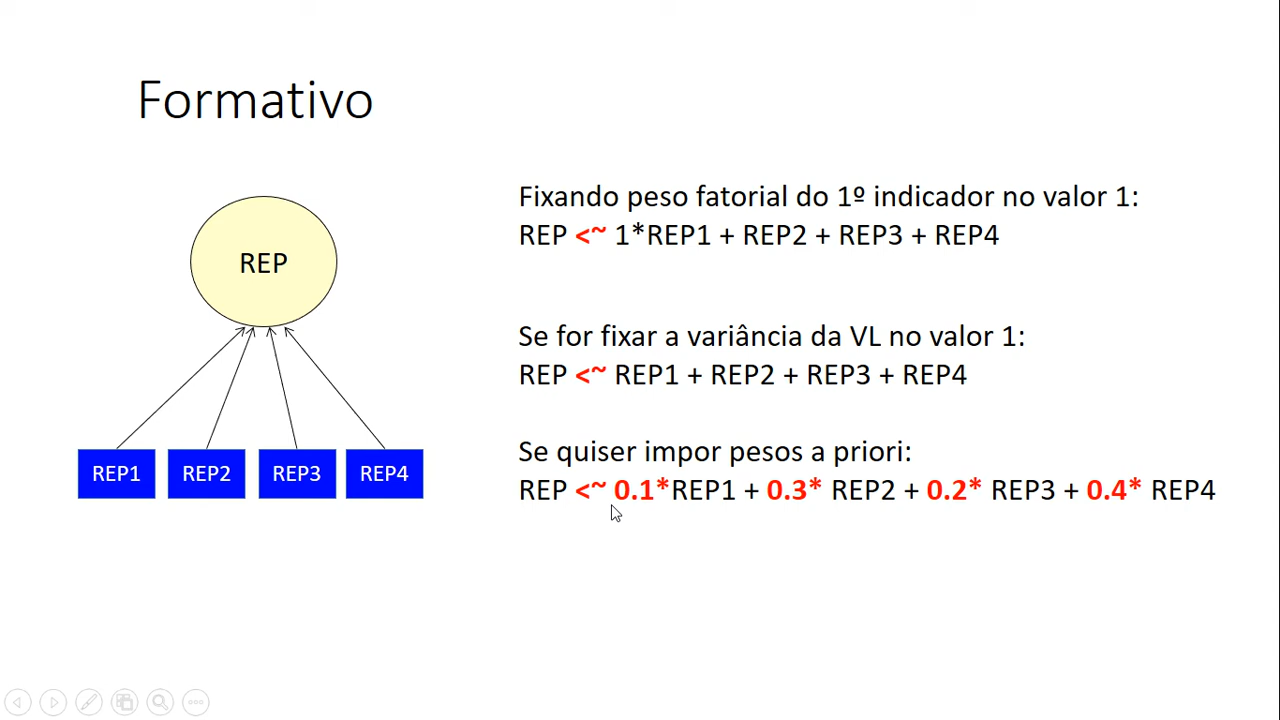 Formativo
REP
REP1 REP2 REP3 REP4
Fixando peso fatorial do 1º indicador no valor 1:
REP <~ 1*REP1 + REP2 + REP3 + REP4
Se for fixar a variância da VL no valor 1:
REP <~ REP1 + REP2 + REP3 + REP4
Se quiser impor pesos a priori:
REP <~ 0.1*REP1 + 0.3* REP2 + 0.2* REP3 + 0.4* REP4